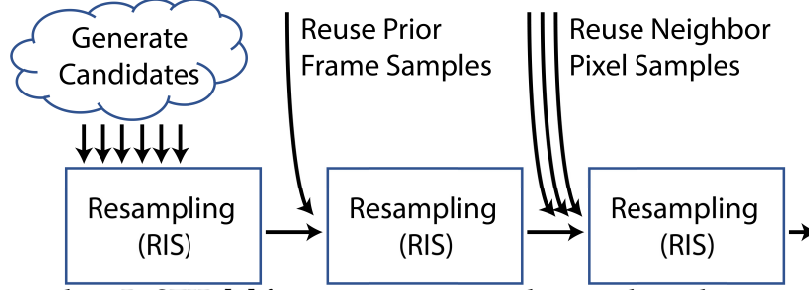 Generate
Candidates
Reuse Prior
Frame Samples
Reuse Neighbor
Pixel Samples
Resampling
(RIS)
Resampling
(RIS)
Resampling
(RIS)